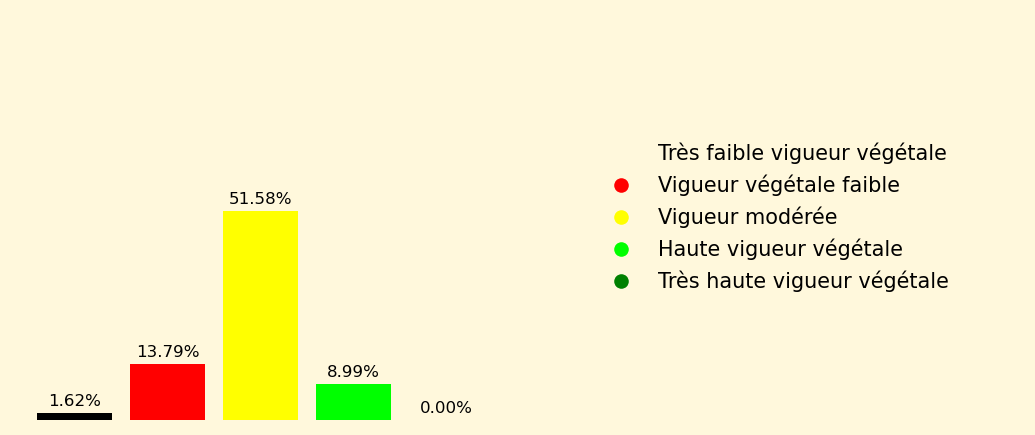 51.58%
13.79%
8.99%
1.62%
0.00%
Très faible vigueur végétale
Vigueur végétale faible
Vigueur modérée
Haute vigueur végétale
Très haute vigueur végétale